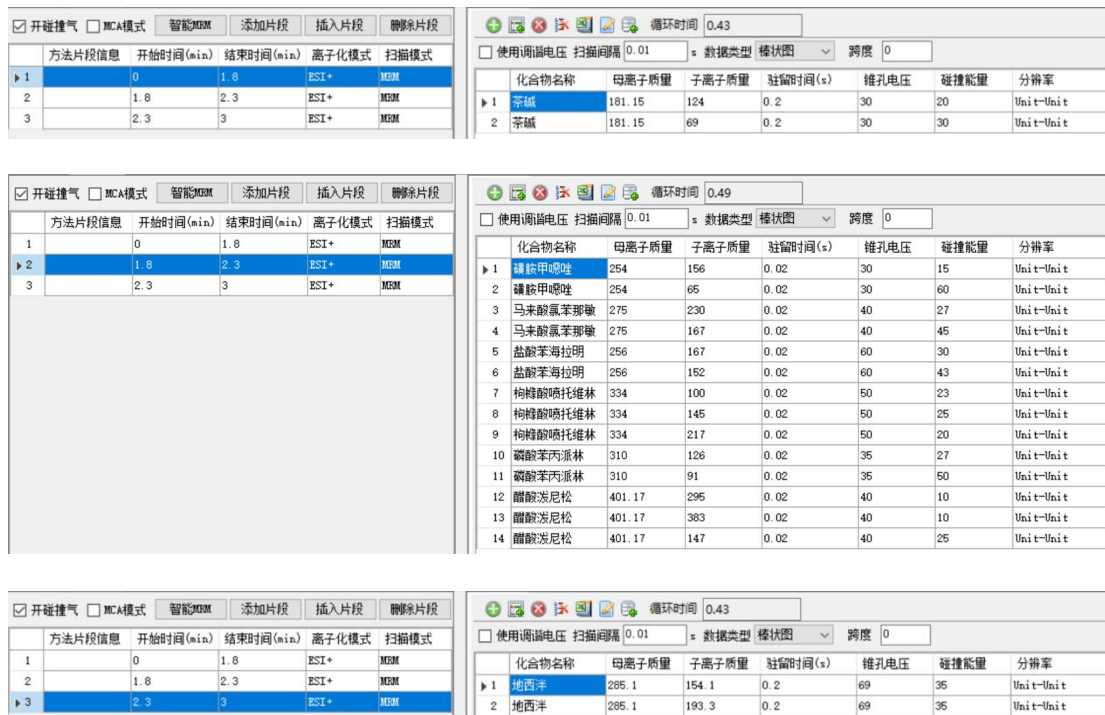 开碰撞气 MCA模式 智能MRM 添加片段 插入片段 删除片段
循环时间 0.43
使用调谐电压 扫描间隔 0.01 s 数据类型 棒状图 跨度 0
方法片段信息 开始时间(min) 结束时间(min) 离子化模式 扫描模式
1 0 1.8 ESI+ MRM
2 1.8 2.3 ESI+ MRM
3 2.3 3 ESI+ MRM
化合物名称 母离子质量 子离子质量 驻留时间(s) 锥孔电压 碰撞能量 分辨率
1 茶碱 181.15 124 0.2 30 20 Unit-Unit
2 茶碱 181.15 69 0.2 30 30 Unit-Unit
开碰撞气 MCA模式 智能MRM 添加片段 插入片段 删除片段
循环时间 0.49
使用调谐电压 扫描间隔 0.01 s 数据类型 棒状图 跨度 0
方法片段信息 开始时间(min) 结束时间(min) 离子化模式 扫描模式
1 0 1.8 ESI+ MRM
2 1.8 2.3 ESI+ MRM
3 2.3 3 ESI+ MRM
化合物名称 母离子质量 子离子质量 驻留时间(s) 锥孔电压 碰撞能量 分辨率
1 磺胺甲噁唑 254 156 0.02 30 15 Unit-Unit
2 磺胺甲噁唑 254 65 0.02 30 60 Unit-Unit
3 马来酸氯苯那敏 275 230 0.02 40 27 Unit-Unit
4 马来酸氯苯那敏 275 167 0.02 40 45 Unit-Unit
5 盐酸苯海拉明 256 167 0.02 60 30 Unit-Unit
6 盐酸苯海拉明 256 152 0.02 60 43 Unit-Unit
7 枸橼酸喷托维林 334 100 0.02 50 23 Unit-Unit
8 枸橼酸喷托维林 334 145 0.02 50 25 Unit-Unit
9 枸橼酸喷托维林 334 217 0.02 50 20 Unit-Unit
10 磷酸苯丙派林 310 126 0.02 35 27 Unit-Unit
11 磷酸苯丙派林 310 91 0.02 35 50 Unit-Unit
12 醋酸泼尼松 401.17 295 0.02 40 10 Unit-Unit
13 醋酸泼尼松 401.17 383 0.02 40 10 Unit-Unit
14 醋酸泼尼松 401.17 147 0.02 40 25 Unit-Unit
开碰撞气 MCA模式 智能MRM 添加片段 插入片段 删除片段
循环时间 0.43
使用调谐电压 扫描间隔 0.01 s 数据类型 棒状图 跨度 0
方法片段信息 开始时间(min) 结束时间(min) 离子化模式 扫描模式
1 0 1.8 ESI+ MRM
2 1.8 2.3 ESI+ MRM
3 2.3 3 ESI+ MRM
化合物名称 母离子质量 子离子质量 驻留时间(s) 锥孔电压 碰撞能量 分辨率
1 地西泮 285.1 154.1 0.2 69 35 Unit-Unit
2 地西泮 285.1 193.3 0.2 69 35 Unit-Unit